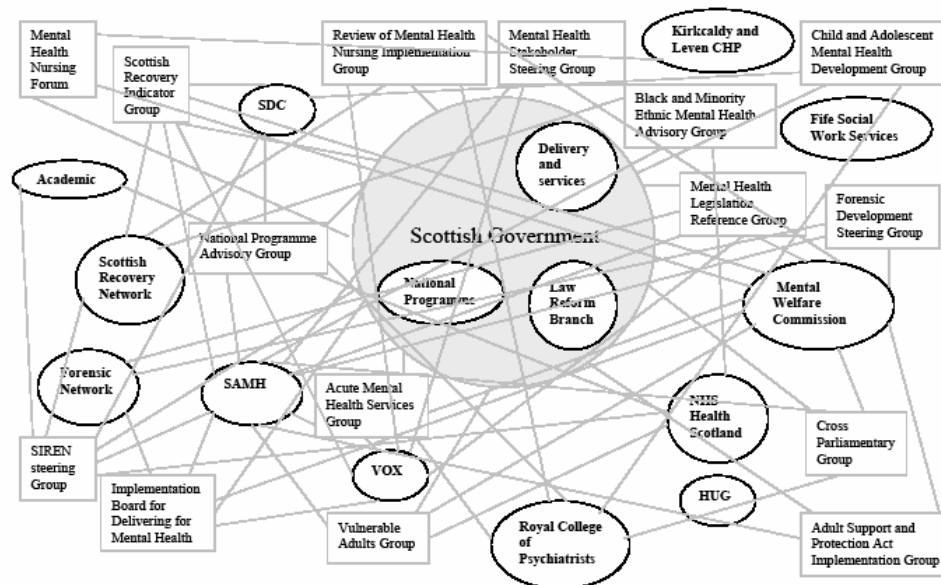 Mental
Health
Nursing
Forum
Scottish
Recovery
Indicator
Group
SDC
Review of Mental Health
Nursing Implementation
Group
Mental Health
Stakeholder
Steering Group
Kirkcaldy and
Leven CHP
Child and Adolescent
Mental Health
Development Group
Black and Minority
Ethnic Mental Health
Advisory Group
Fife Social
Work Services
Academic
Delivery
and
services
Mental Health
Legislation
Reference Group
Forensic
Development
Steering Group
National Programme
Advisory Group
Scottish Government
Scottish
Recovery
Network
National
Programme
Law
Reform
Branch
Mental
Welfare
Commission
Forensic
Network
SAMH
Acute Mental
Health Services
Group
NHS
Health
Scotland
Cross
Parliamentary
Group
SIREN
steering
Group
Implementation
Board for
Delivering for
Mental Health
VOX
Vulnerable
Adults Group
Royal College
of
Psychiatrists
HUG
Adult Support and
Protection Act
Implementation Group